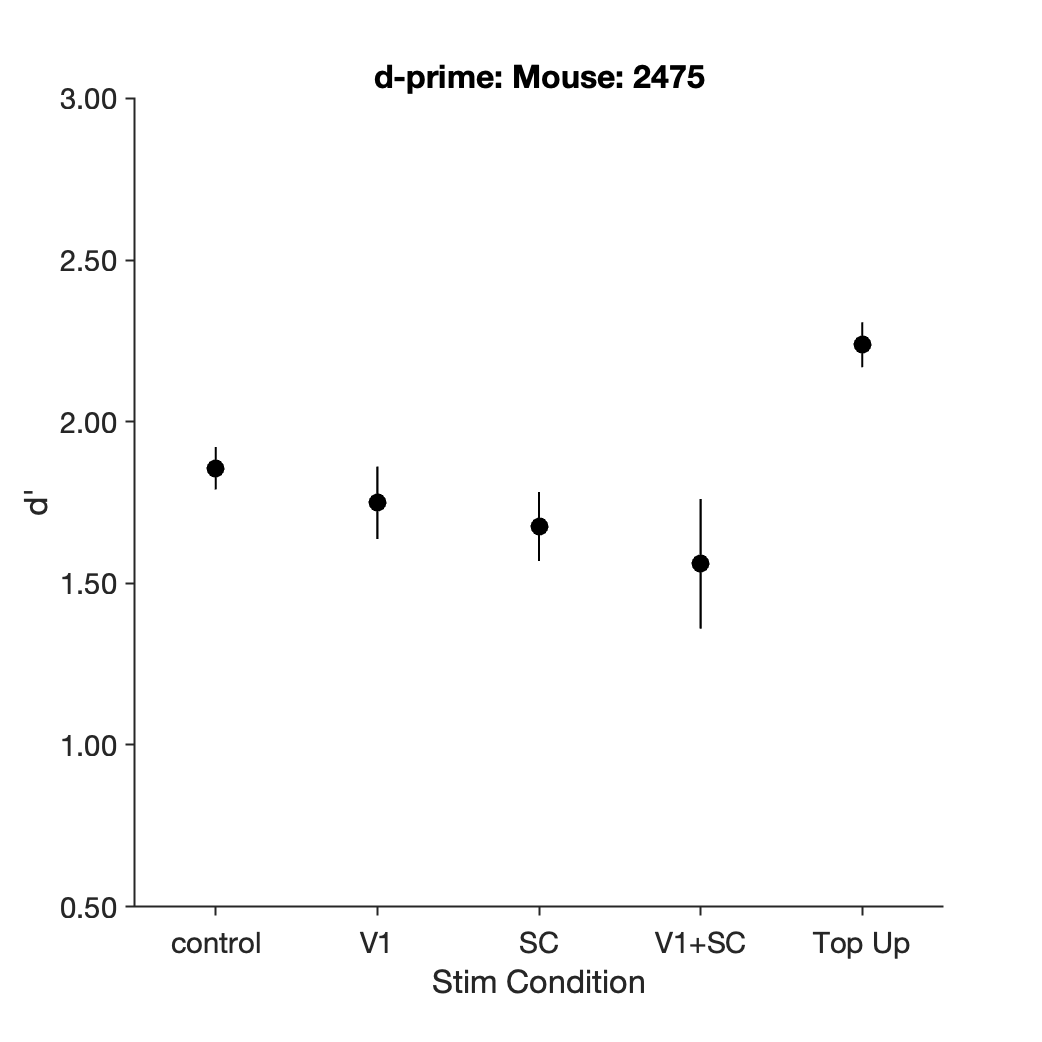 d-prime: Mouse: 2475
3.00
2.50
2.00
1.50
1.00
0.50
d'
control V1 SC V1+SC Top Up
Stim Condition